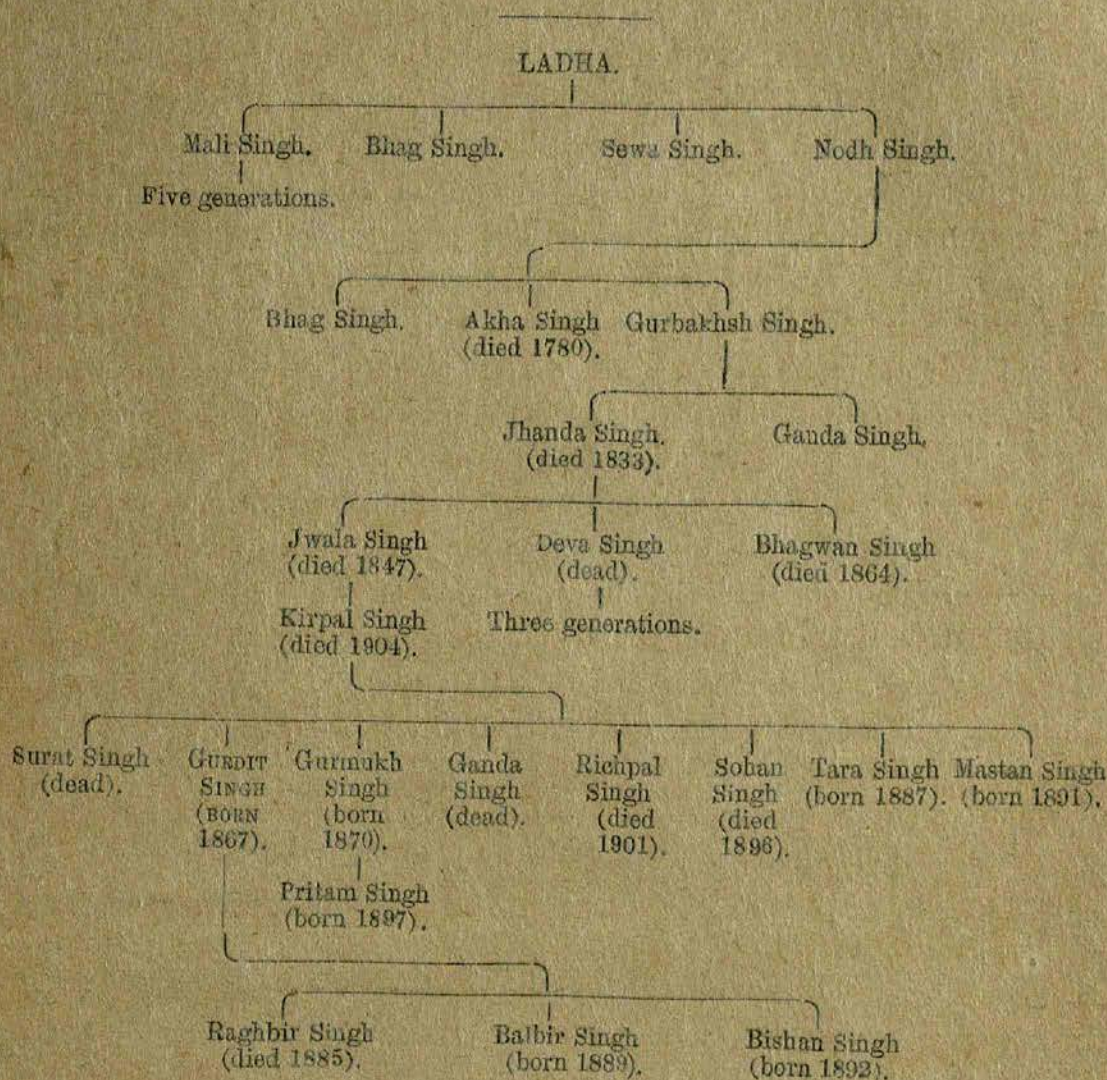 LADHA.
Mali Singh. Bhag Singh. Sewa Singh. Nodh Singh.
Five generations.
Bhag Singh. Akha Singh Gurbakhsh Singh.
(died 1780).
Jhanda Singh. Ganda Singh.
(died 1833).
Jwala Singh Deva Singh Bhagwan Singh
(died 1847). (dead). (died 1864).
Kirpal Singh Three generations.
(died 1904).
Surat Singh GURDIT Gurmukh Ganda Richpal Sohan Tara Singh Mastan Singh
(dead). SINGH Singh Singh Singh Singh (born 1887). (born 1891).
(BORN (born (dead). (died (died
1867). 1870). 1901). 1896).
Pritam Singh
(born 1897).
Raghbir Singh Balbir Singh Bishan Singh
(died 1885). (born 1889). (born 1892).